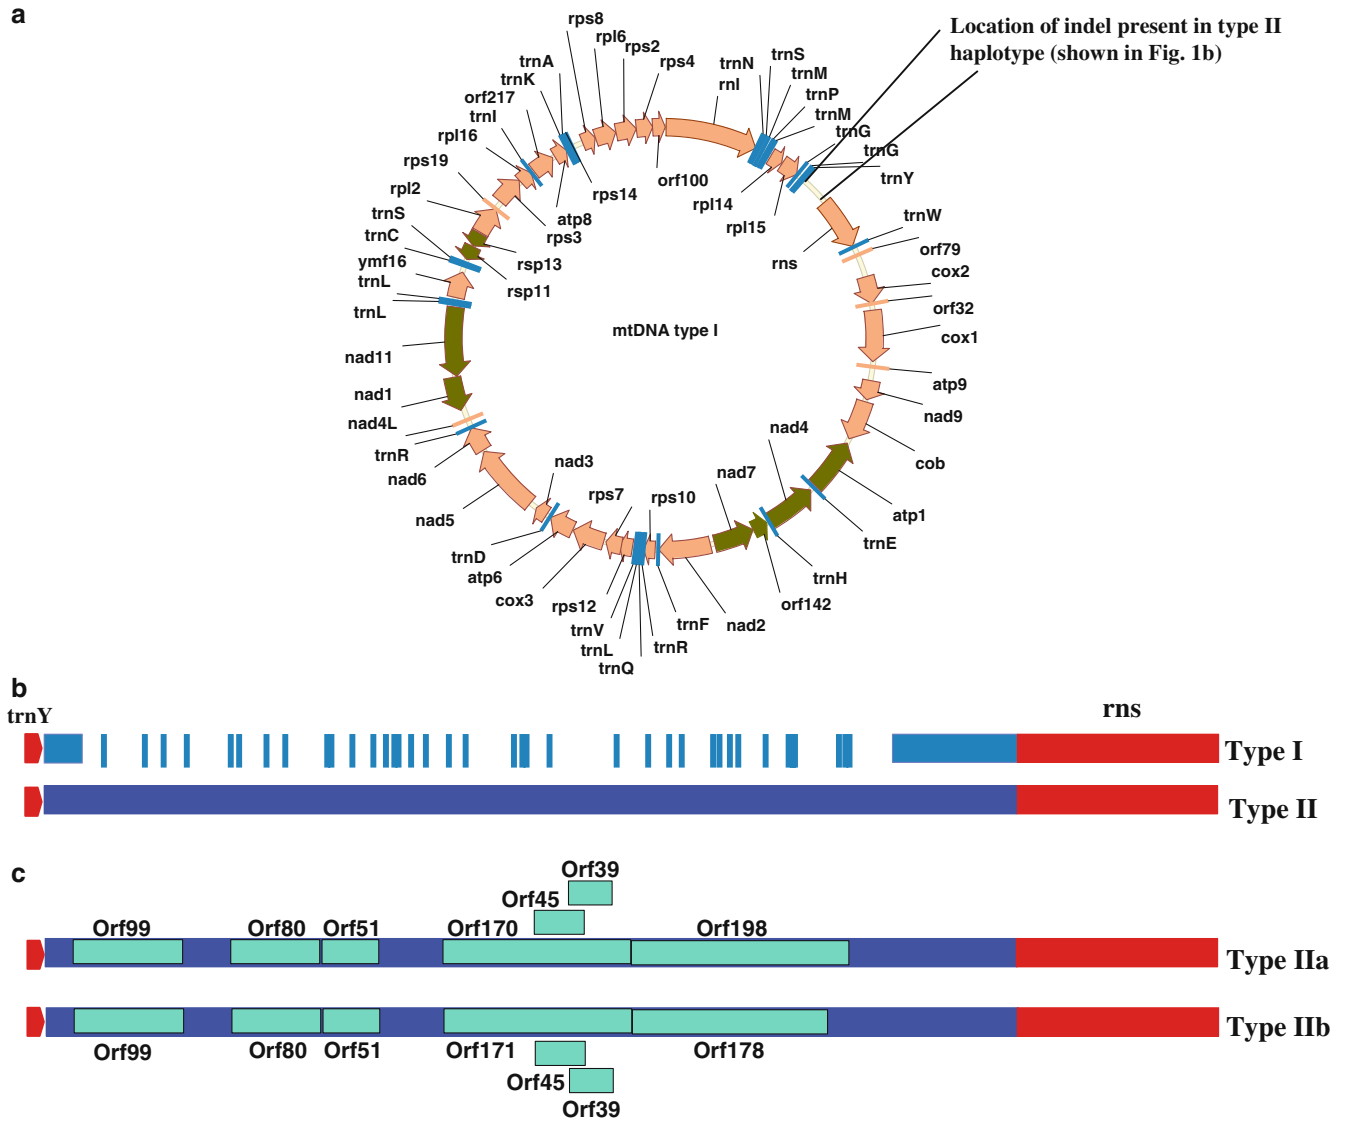 a
Location of indel present in type II
haplotype (shown in Fig. 1b)
rps8
rpl6
rps2
rps4
trnA
trnK
orf217
trnI
rpl16
rps19
rpl2
trnS
trnC
ymf16
trnL
trnL
nad11
nad1
nad4L
trnR
nad6
nad5
trnD
atp6
cox3
rps12
trnV
trnL
trnQ
trnR
trnF
nad2
orf142
trnH
trnE
atp1
cob
nad9
atp9
cox1
orf32
cox2
orf79
trnW
trnY
trnG
trnG
trnM
trnP
trnM
trnS
trnN
rnl
orf100
rpl14
rpl15
rns
rps14
atp8
rps3
rsp13
rsp11
mtDNA type I
nad4
nad7
rps10
rps7
nad3
b
trnY
rns
Type I
Type II
c
Orf39
Orf45
Orf99 Orf80 Orf51 Orf170 Orf198
Type IIa
Type IIb
Orf99 Orf80 Orf51 Orf171 Orf178
Orf45
Orf39